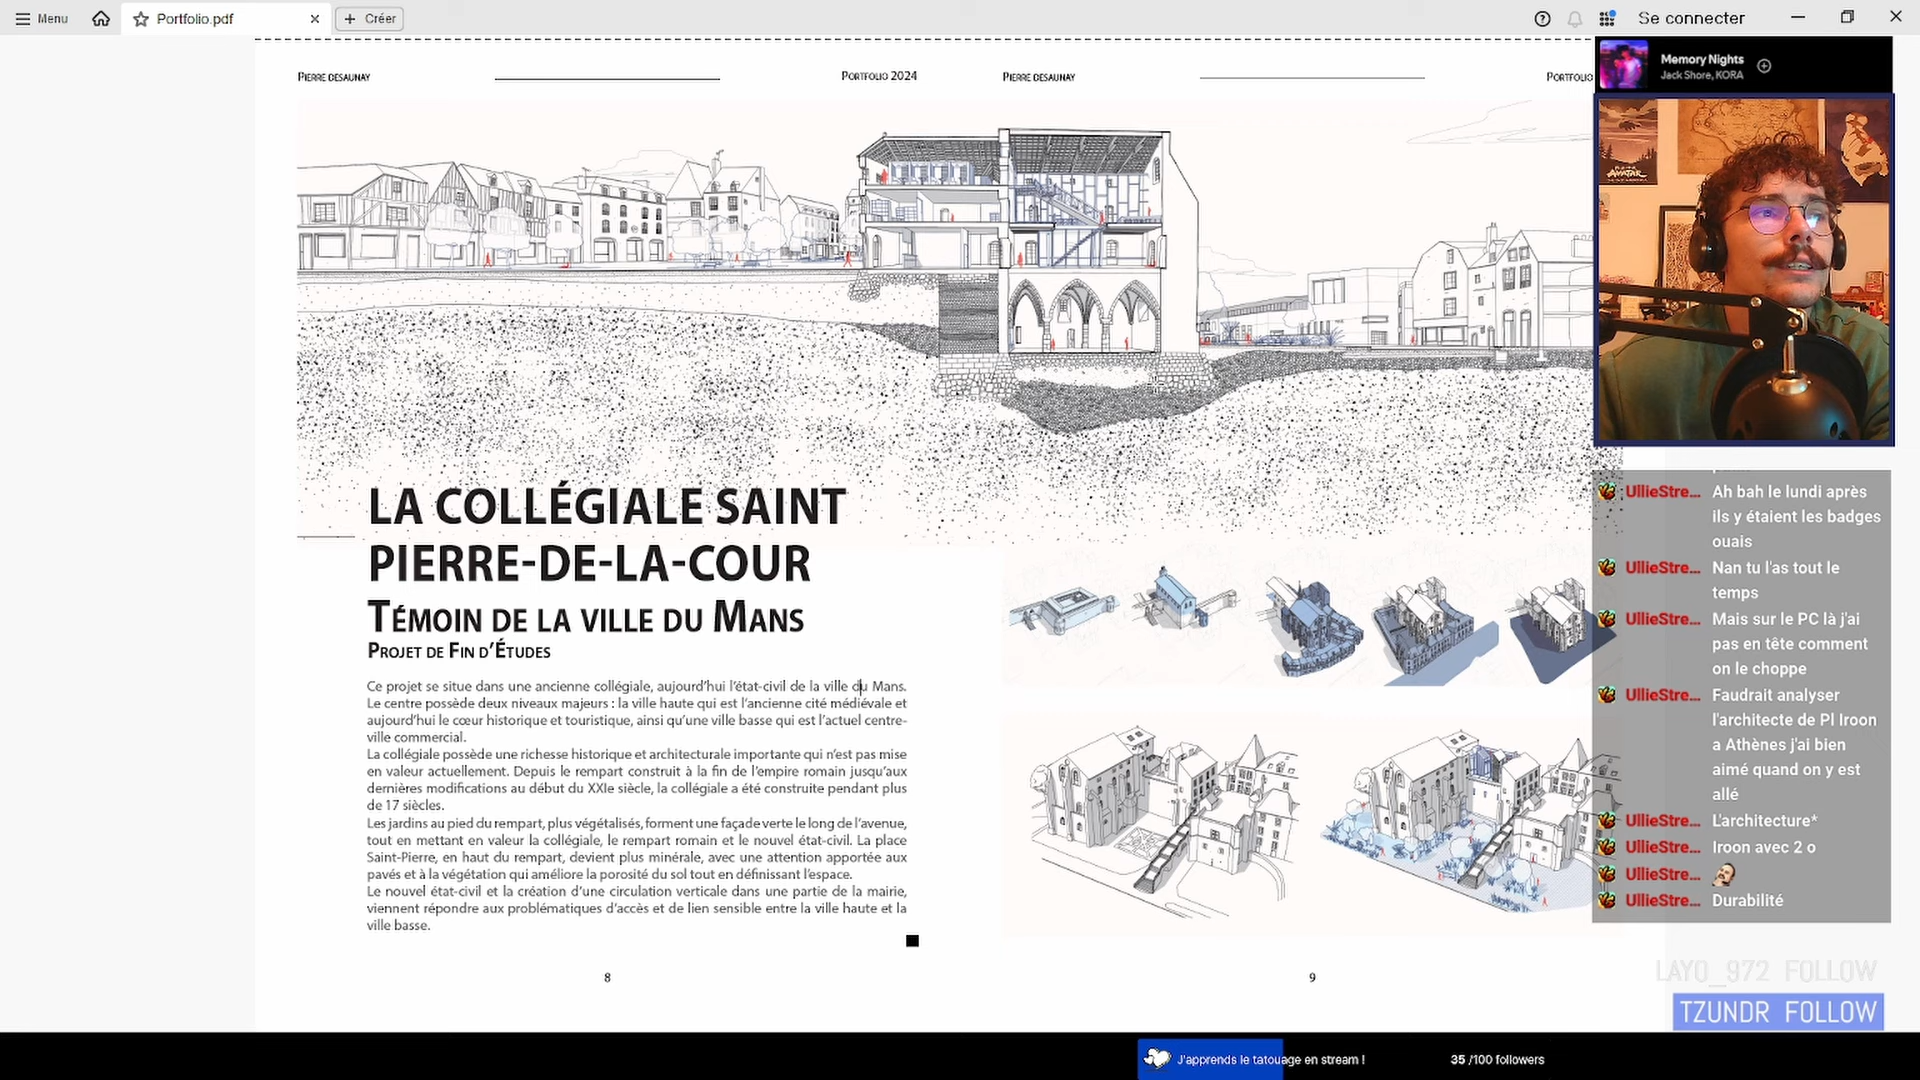 Menu
Portfolio.pdf
Créer
Se connecter
PIERRE DESAUNAY
PORTFOLIO 2024
PIERRE DESAUNAY
PORTFOLIO
LA COLLÉGIALE SAINT
PIERRE-DE-LA-COUR
TÉMOIN DE LA VILLE DU MANS
PROJET DE FIN D'ÉTUDES
Ce projet se situe dans une ancienne collégiale, aujourd'hui l'état-civil de la ville du Mans.
Le centre possède deux niveaux majeurs : la ville haute qui est l'ancienne cité médiévale et
aujourd'hui le cœur historique et touristique, ainsi qu'une ville basse qui est l'actuel centre-
ville commercial.
La collégiale possède une richesse historique et architecturale importante qui n'est pas mise
en valeur actuellement. Depuis le rempart construit à la fin de l'empire romain jusqu'aux
dernières modifications au début du XXIe siècle, la collégiale a été construite pendant plus
de 17 siècles.
Les jardins au pied du rempart, plus végétalisés, forment une façade verte le long de l'avenue,
tout en mettant en valeur la collégiale, le rempart romain et le nouvel état-civil. La place
Saint-Pierre, en haut du rempart, devient plus minérale, avec une attention apportée aux
pavés et à la végétation qui améliore la porosité du sol tout en définissant l'espace.
Le nouvel état-civil et la création d'une circulation verticale dans une partie de la mairie,
viennent répondre aux problématiques d'accès et de lien sensible entre la ville haute et la
ville basse.
8
9
Memory Nights
Jack Shore, KORA
AVATAR
UllieStre... Ah bah le lundi après
ils y étaient les badges
ouais
UllieStre... Nan tu l'as tout le
temps
UllieStre... Mais sur le PC là j'ai
pas en tête comment
on le choppe
UllieStre... Faudrait analyser
l'architecte de Pl Iroon
a Athènes j'ai bien
aimé quand on y est
allé
UllieStre... L'architecture*
UllieStre... Iroon avec 2 o
UllieStre...
UllieStre... Durabilité
LAYO_972 FOLLOW
TZUNDR FOLLOW
J'apprends le tatouage en stream !
35 /100 followers